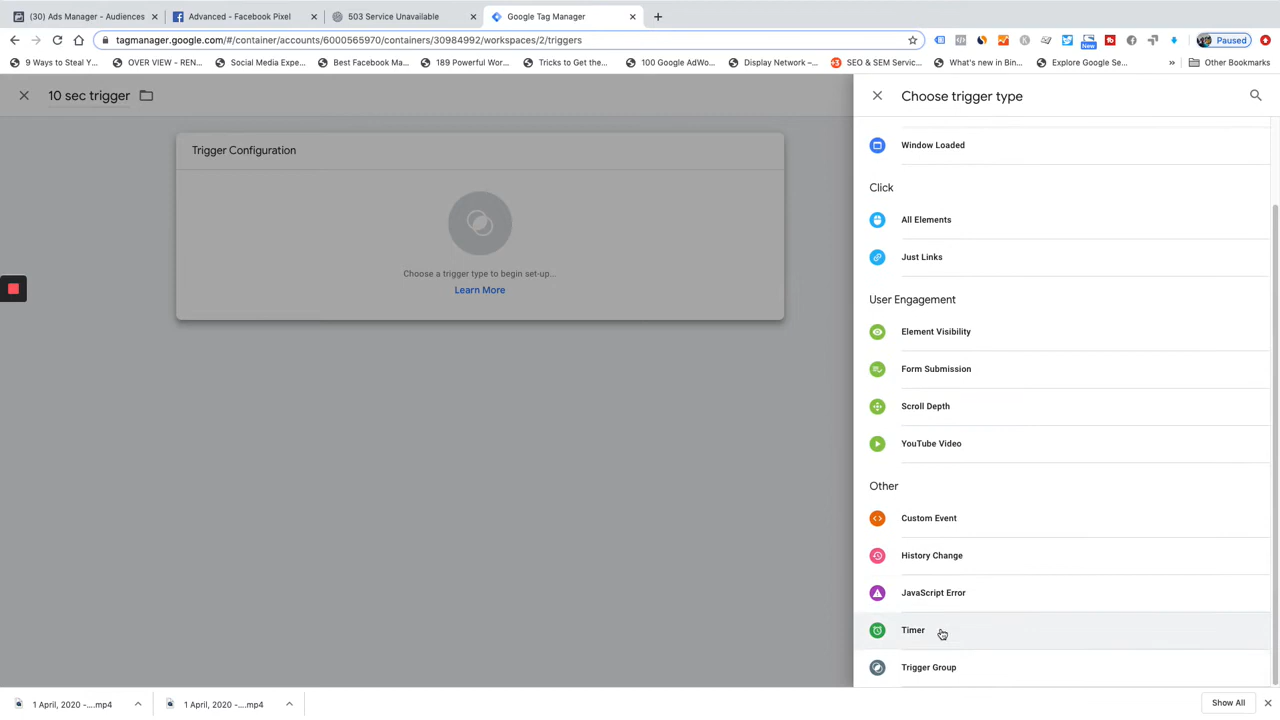 (30) Ads Manager - Audiences
Advanced - Facebook Pixel
503 Service Unavailable
Google Tag Manager
tagmanager.google.com/#/container/accounts/6000565970/containers/30984992/workspaces/2/triggers
New
Paused
9 Ways to Steal Y...
OVER VIEW - REN...
Social Media Expe...
Best Facebook Ma...
189 Powerful Wor...
Tricks to Get the...
100 Google AdWo...
Display Network –...
SEO & SEM Servic...
What's new in Bin...
Explore Google Se...
»
Other Bookmarks
10 sec trigger
Choose trigger type
Trigger Configuration
Choose a trigger type to begin set-up...
Learn More
Window Loaded
Click
All Elements
Just Links
User Engagement
Element Visibility
Form Submission
Scroll Depth
YouTube Video
Other
Custom Event
History Change
JavaScript Error
Timer
Trigger Group
1 April, 2020 -....mp4
1 April, 2020 -....mp4
Show All